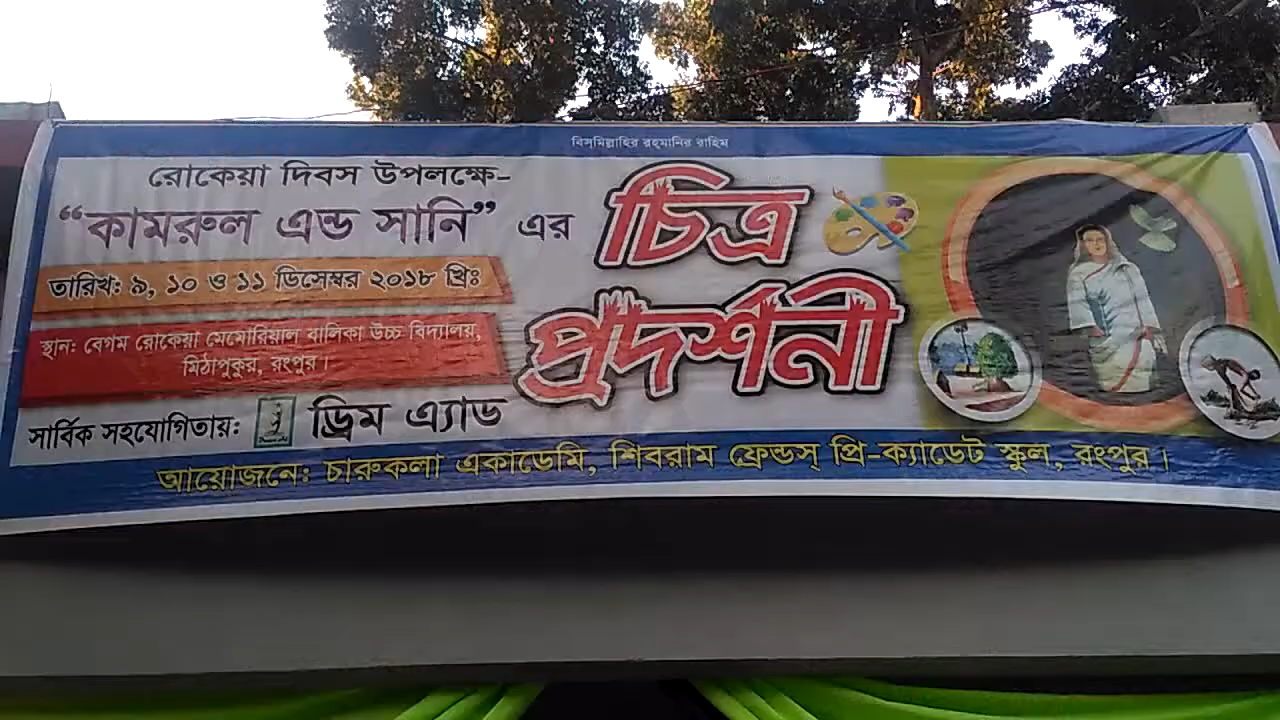 বিসমিল্লাহির রহমানির রাহিম
রোকেয়া দিবস উপলক্ষে-
“কামরুল এন্ড সানি” এর
চিত্র
প্রদর্শনী
তারিখ: ৯, ১০ ও ১১ ডিসেম্বর ২০১৮ খ্রিঃ
স্থান: বেগম রোকেয়া মেমোরিয়াল বালিকা উচ্চ বিদ্যালয়,
মিঠাপুকুর, রংপুর।
সার্বিক সহযোগিতায়: ড্রিম এ্যাড
আয়োজনে: চারুকলা একাডেমি, শিবরাম ফ্রেন্ডস্ প্রি-ক্যাডেট স্কুল, রংপুর।